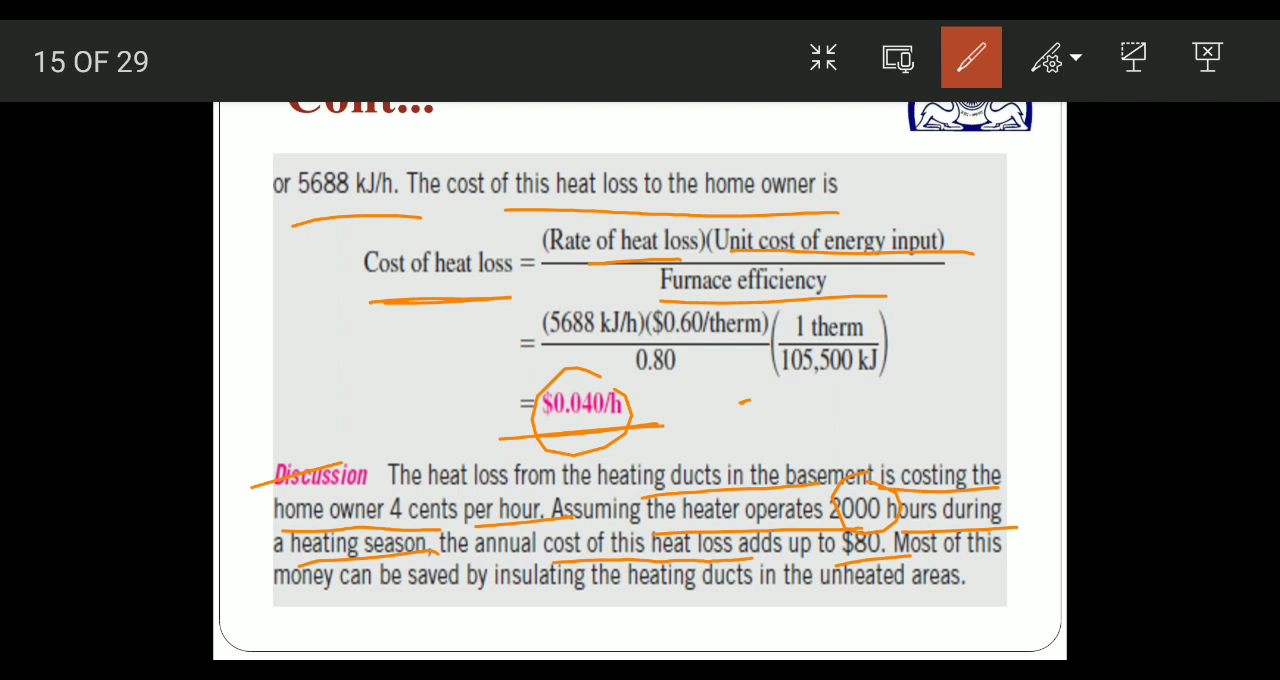 15 OF 29
Cont...
or 5688 kJ/h. The cost of this heat loss to the home owner is
Cost of heat loss = (Rate of heat loss)(Unit cost of energy input)
Furnace efficiency
= (5688 kJ/h)($0.60/therm) ( 1 therm )
0.80 105,500 kJ
= $0.040/h
Discussion The heat loss from the heating ducts in the basement is costing the
home owner 4 cents per hour. Assuming the heater operates 2000 hours during
a heating season, the annual cost of this heat loss adds up to $80. Most of this
money can be saved by insulating the heating ducts in the unheated areas.